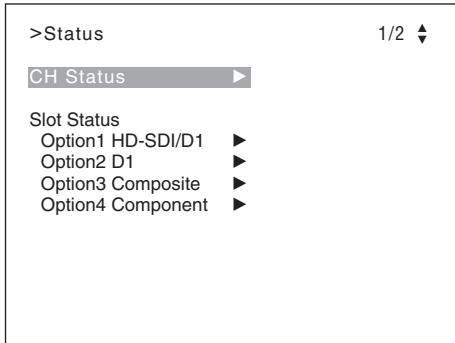 >Status 1/2
CH Status
Slot Status
Option1 HD-SDI/D1
Option2 D1
Option3 Composite
Option4 Component